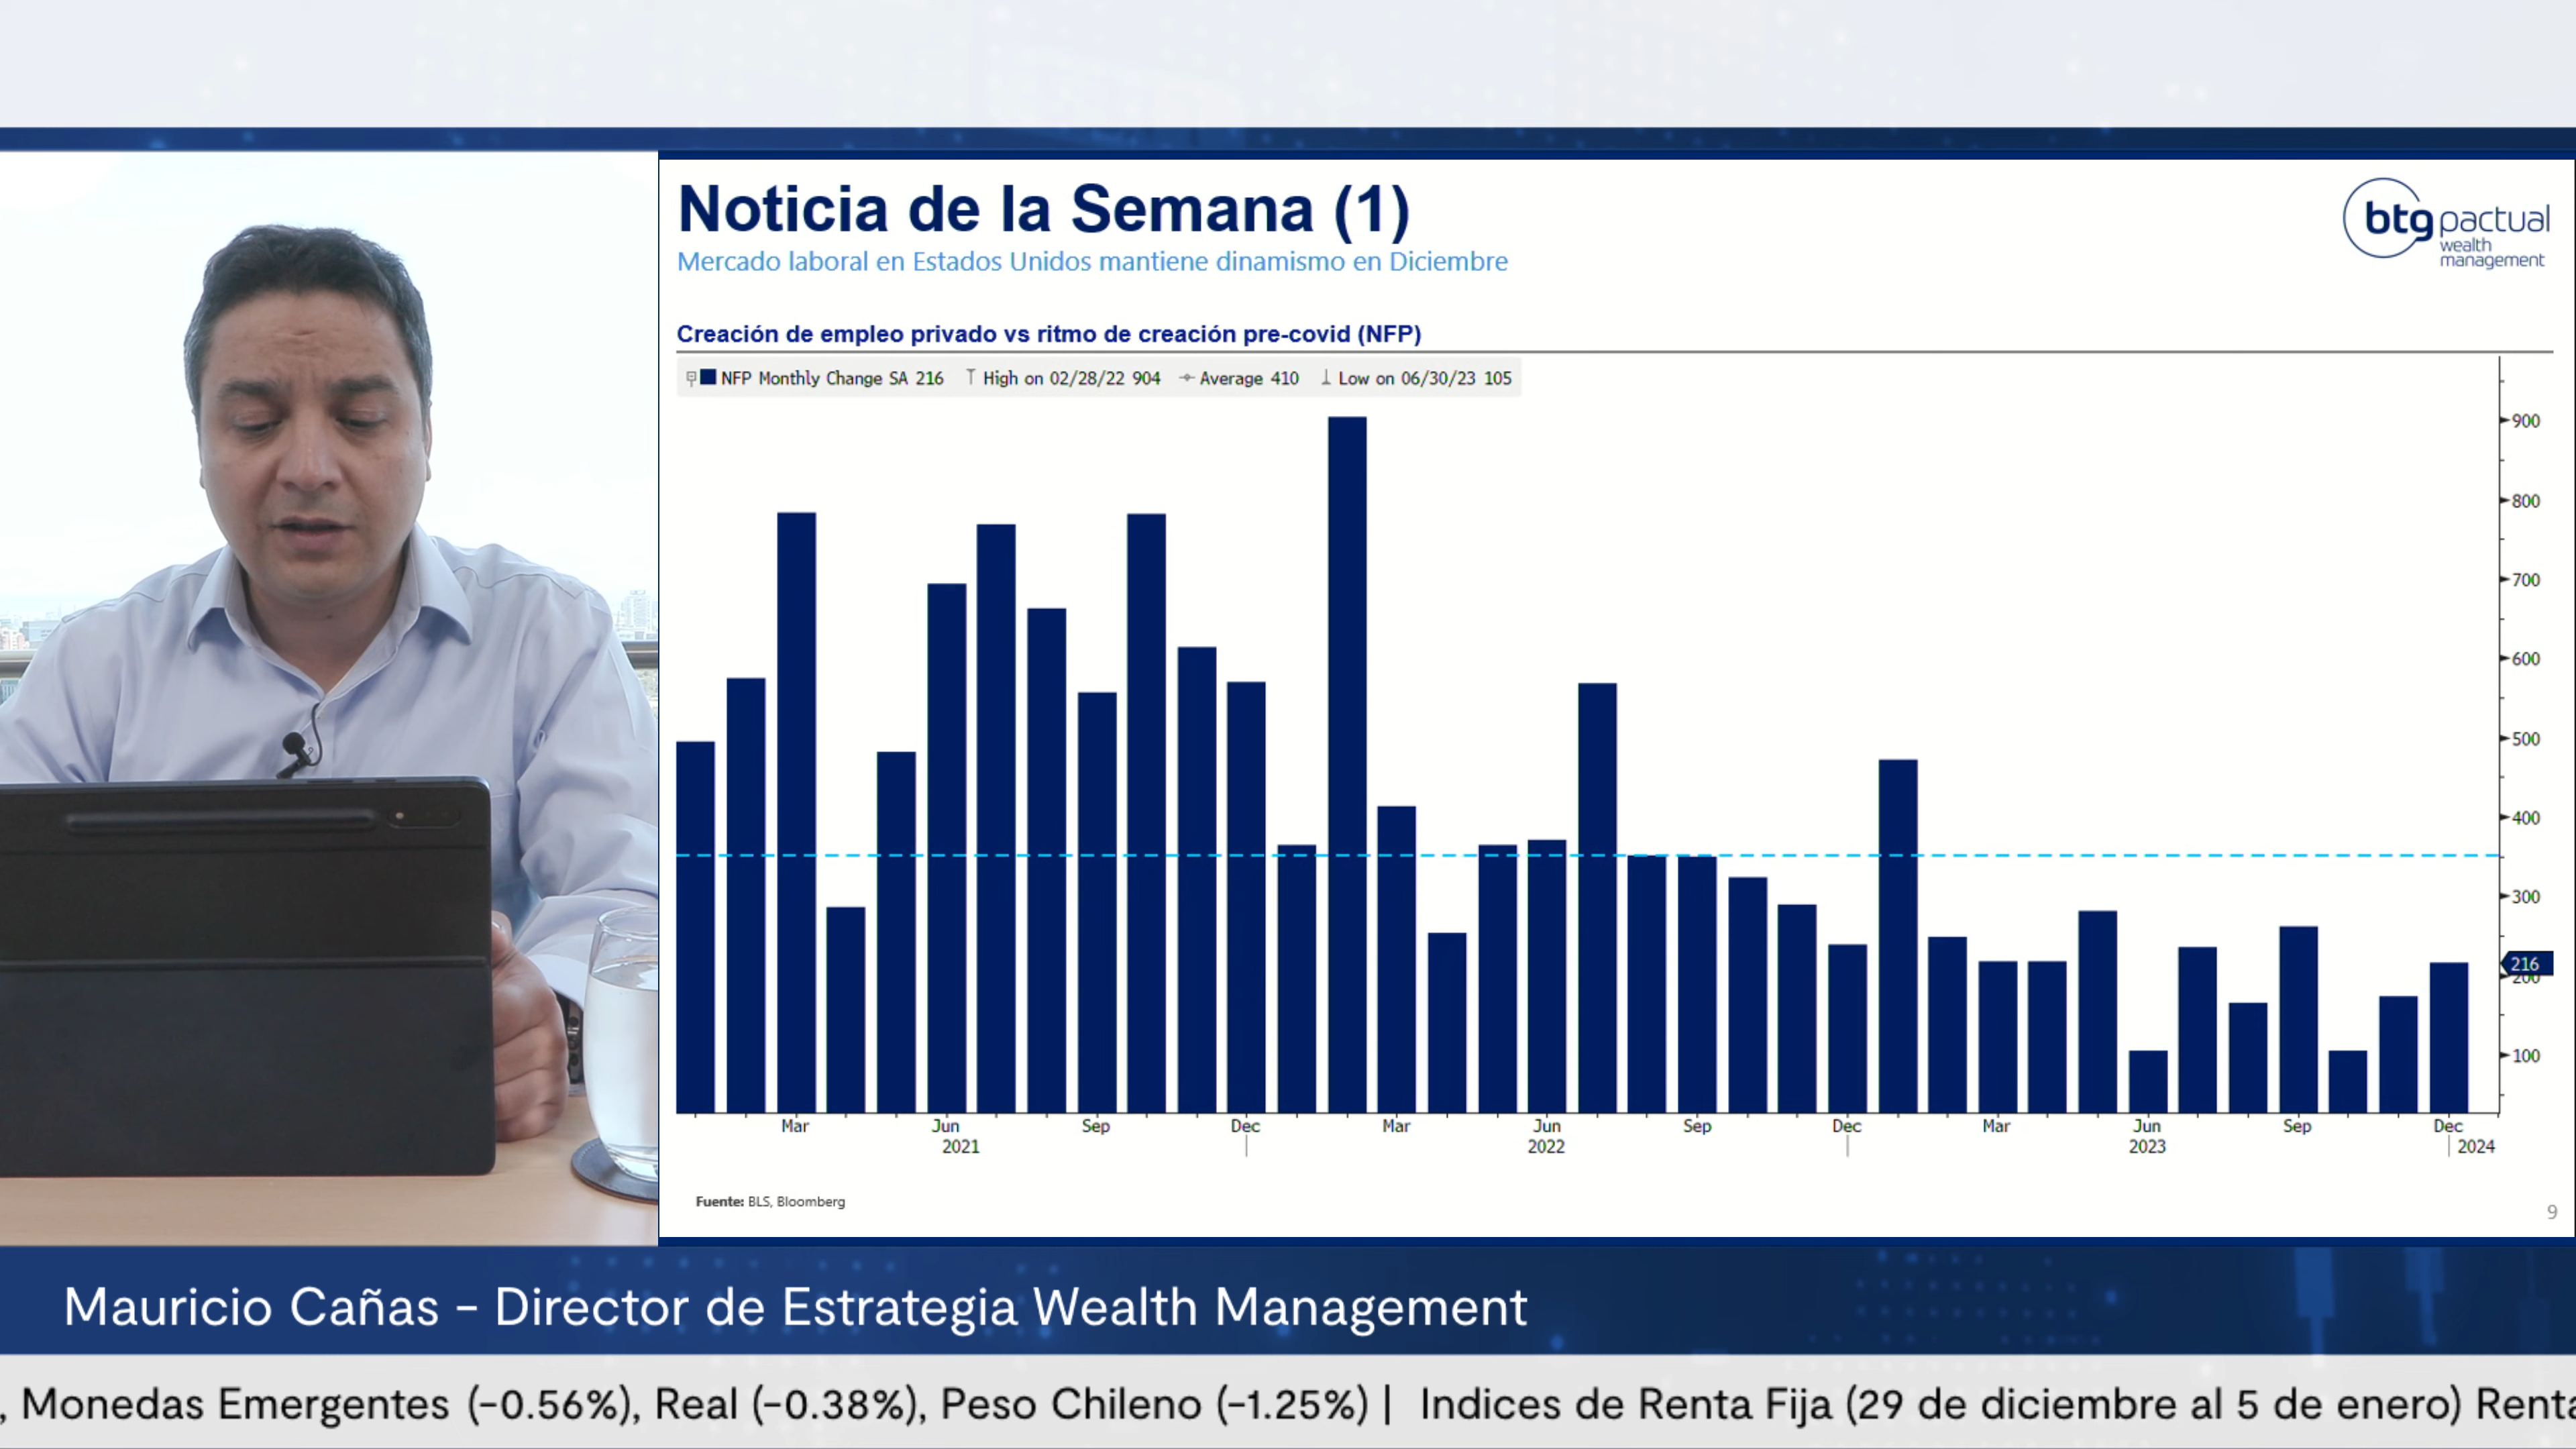 Noticia de la Semana (1)
Mercado laboral en Estados Unidos mantiene dinamismo en Diciembre
btg pactual
wealth
management
Creación de empleo privado vs ritmo de creación pre-covid (NFP)
NFP Monthly Change SA 216 High on 02/28/22 904 Average 410 Low on 06/30/23 105
900
800
700
600
500
400
300
216
200
100
Mar Jun Sep Dec Mar Jun Sep Dec Mar Jun Sep Dec
2021 2022 2023 2024
Fuente: BLS, Bloomberg
9
Mauricio Cañas - Director de Estrategia Wealth Management
, Monedas Emergentes (-0.56%), Real (-0.38%), Peso Chileno (-1.25%) | Indices de Renta Fija (29 de diciembre al 5 de enero) Renta